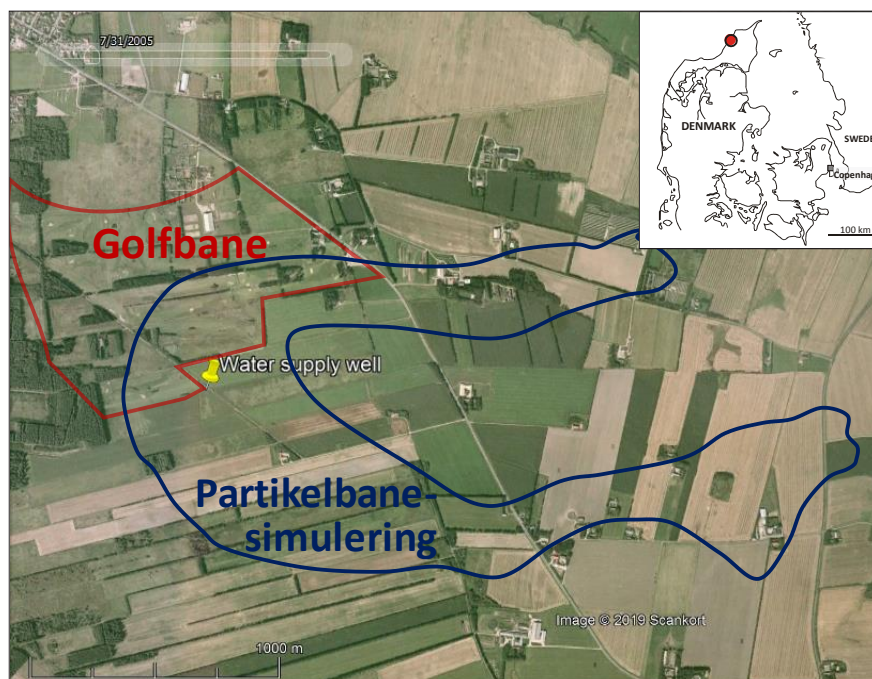 7/31/2005
DENMARK
SWEDE
Copenhag
100 km
Golfbane
Water supply well
Partikelbane-
simulering
Image © 2019 Scankort
1000 m